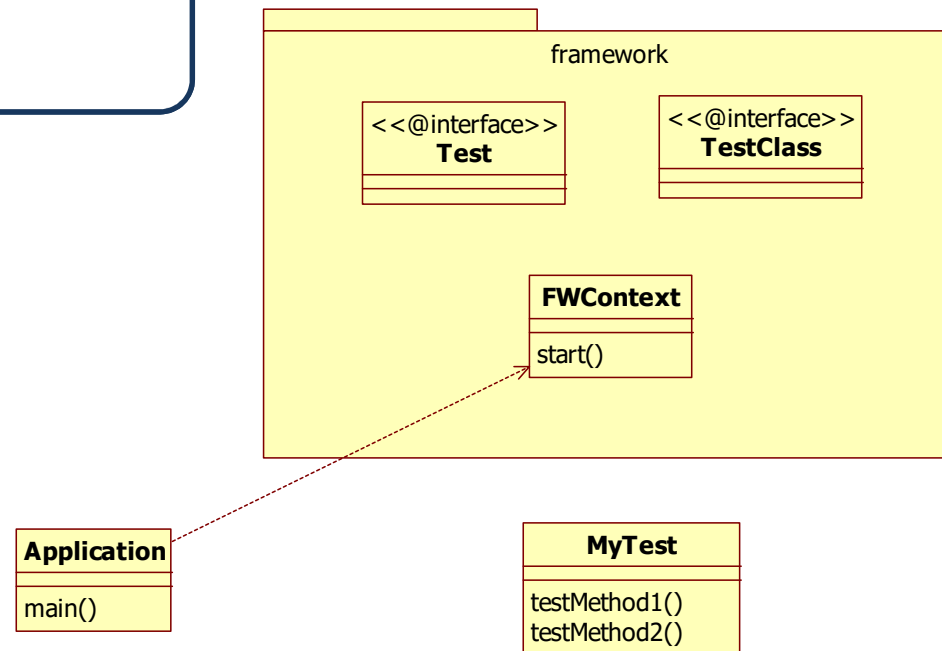 framework
<<@interface>>
Test
<<@interface>>
TestClass
FWContext
start()
Application
main()
MyTest
testMethod1()
testMethod2()